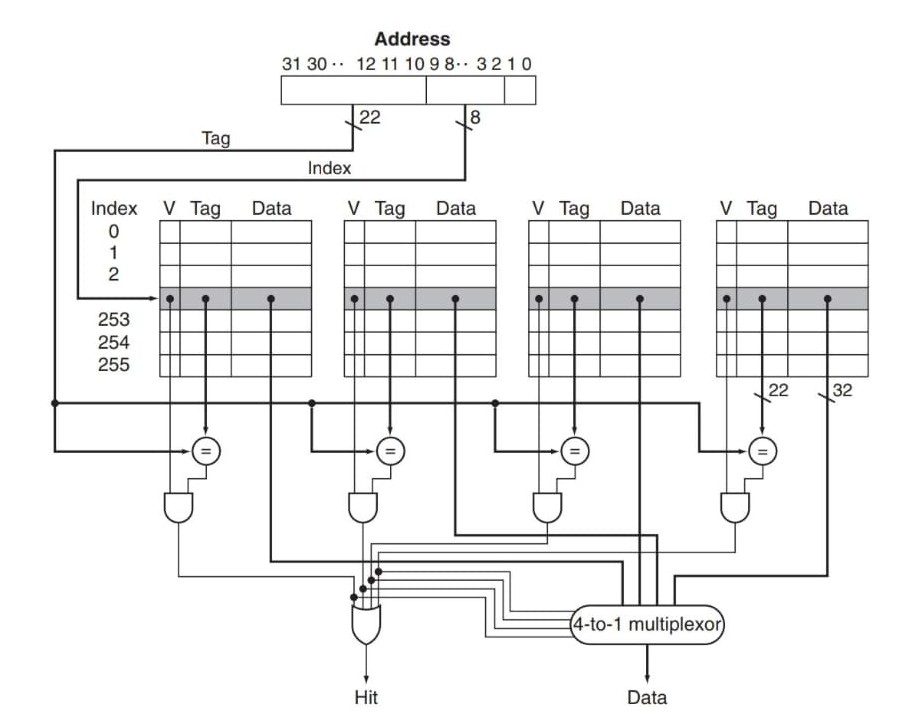 Address
31 30 ·· 12 11 10 9 8 ·· 3 2 1 0
22
8
Tag
Index
Index V Tag Data V Tag Data V Tag Data V Tag Data
0
1
2
253
254
255
22
32
= = = =
4-to-1 multiplexor
Hit
Data